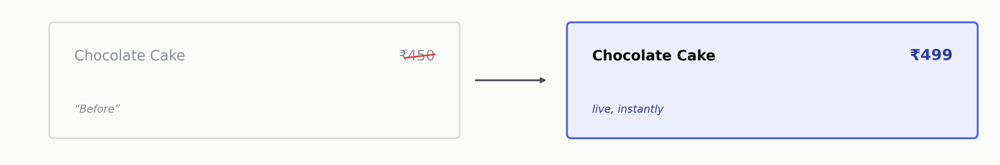 Chocolate Cake ₹450
“Before”
Chocolate Cake ₹499
live, instantly